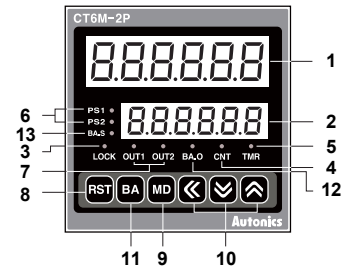 CT6M-2P
8.8.8.8.8.8
1
6
PS1
PS2
8.8.8.8.8.8
2
13
BA.S
3
5
LOCK OUT1 OUT2 BA.O CNT TMR
7
4
8
RST BA MD
12
Autonics
11 9 10